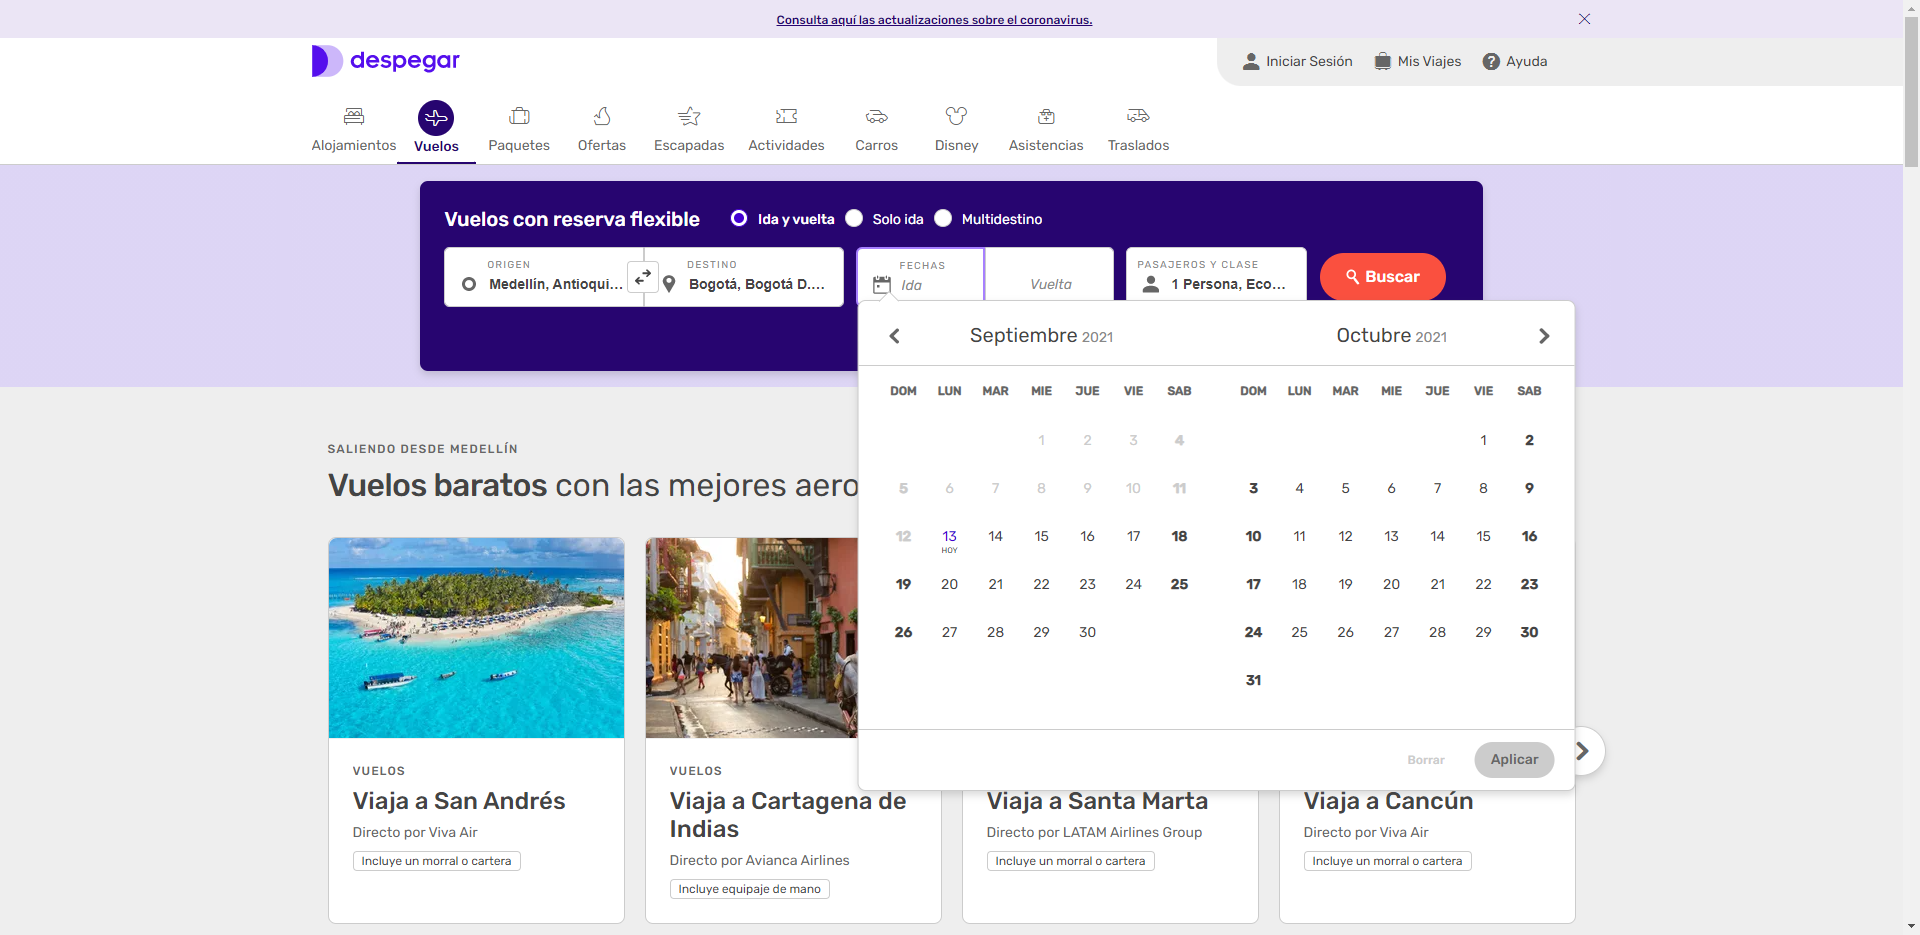 Consulta aquí las actualizaciones sobre el coronavirus.
despegar
Iniciar Sesión
Mis Viajes
Ayuda
Alojamientos
Vuelos
Paquetes
Ofertas
Escapadas
Actividades
Carros
Disney
Asistencias
Traslados
Vuelos con reserva flexible
Ida y vuelta
Solo ida
Multidestino
ORIGEN
Medellín, Antioqui...
DESTINO
Bogotá, Bogotá D....
FECHAS
Ida
Vuelta
PASAJEROS Y CLASE
1 Persona, Eco...
Buscar
Septiembre 2021
DOM LUN MAR MIE JUE VIE SAB
1 2 3 4
5 6 7 8 9 10 11
12 13 14 15 16 17 18
HOY
19 20 21 22 23 24 25
26 27 28 29 30
Octubre 2021
DOM LUN MAR MIE JUE VIE SAB
1 2
3 4 5 6 7 8 9
10 11 12 13 14 15 16
17 18 19 20 21 22 23
24 25 26 27 28 29 30
31
Borrar
Aplicar
SALIENDO DESDE MEDELLÍN
Vuelos baratos con las mejores aero
VUELOS
Viaja a San Andrés
Directo por Viva Air
Incluye un morral o cartera
VUELOS
Viaja a Cartagena de
Indias
Directo por Avianca Airlines
Incluye equipaje de mano
Viaja a Santa Marta
Directo por LATAM Airlines Group
Incluye un morral o cartera
Viaja a Cancún
Directo por Viva Air
Incluye un morral o cartera